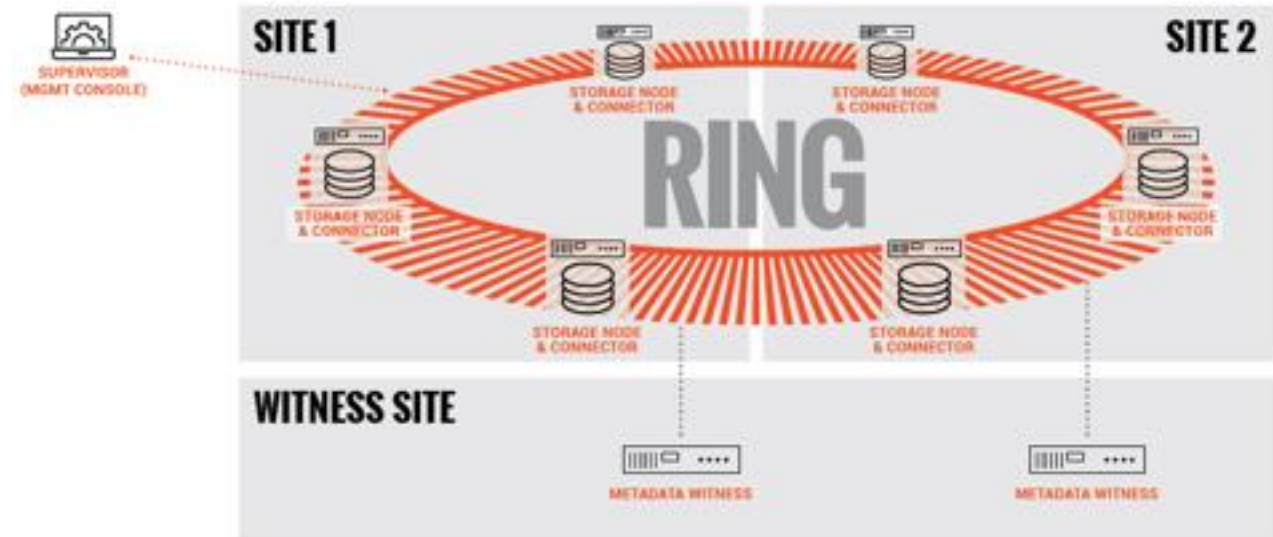 SITE 1
SITE 2
SUPERVISOR
(MGMT CONSOLE)
STORAGE NODE
& CONNECTOR
STORAGE NODE
& CONNECTOR
RING
STORAGE NODE
& CONNECTOR
STORAGE NODE
& CONNECTOR
STORAGE NODE
& CONNECTOR
STORAGE NODE
& CONNECTOR
WITNESS SITE
METADATA WITNESS
METADATA WITNESS